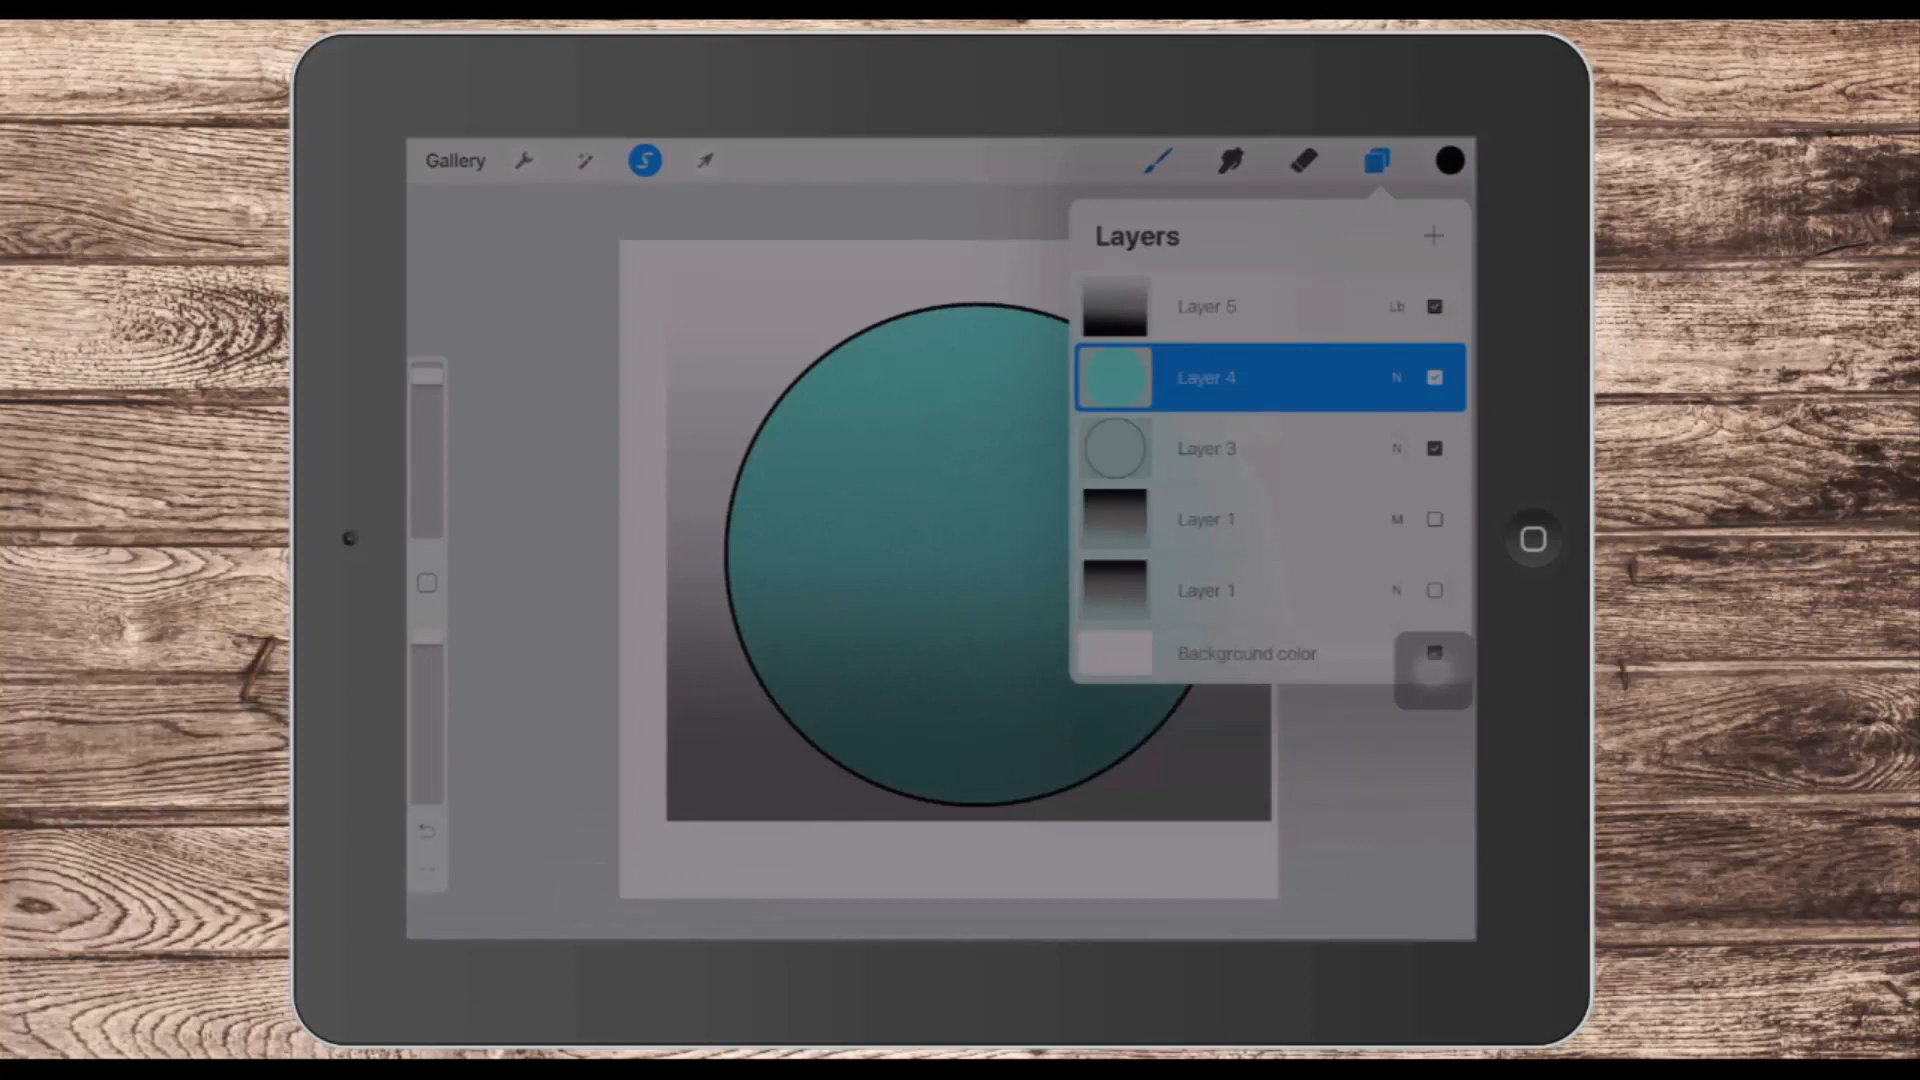 Gallery
Layers
Layer 5 Lb
Layer 4 N
Layer 3 N
Layer 1 M
Layer 1 N
Background color